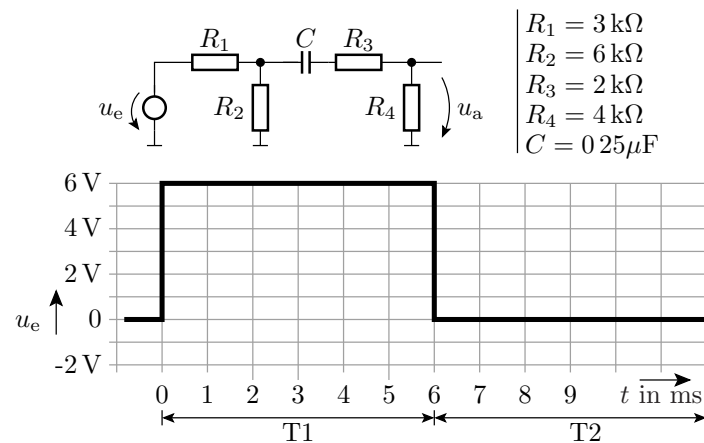 R1 C R3
ue R2 R4 ua
R1 = 3 kΩ
R2 = 6 kΩ
R3 = 2 kΩ
R4 = 4 kΩ
C = 0 25μF
6 V
4 V
2 V
0
-2 V
ue
0 1 2 3 4 5 6 7 8 9 t in ms
T1 T2